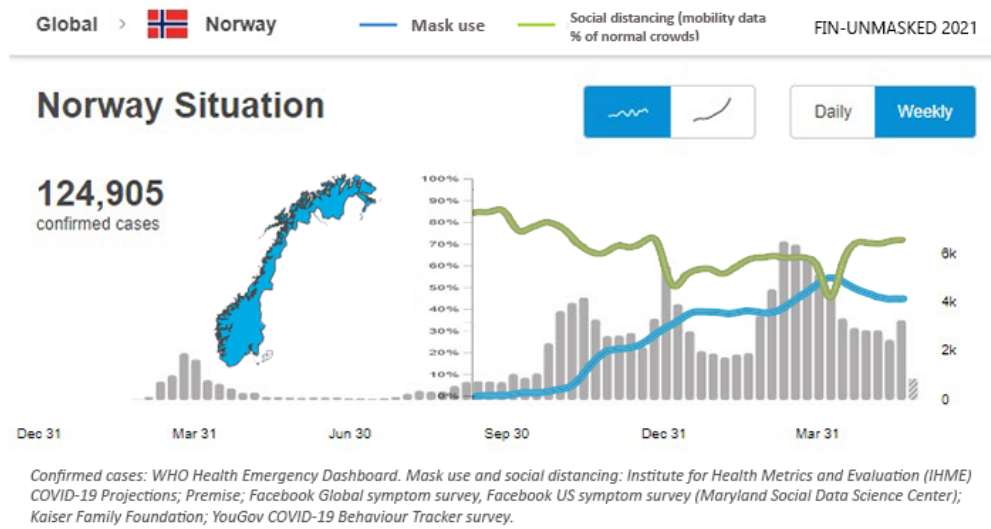 Global > Norway
Mask use
Social distancing (mobility data
% of normal crowds)
FIN-UNMASKED 2021
Norway Situation
Daily
Weekly
124,905
confirmed cases
100%
90%
80%
70%
60%
50%
40%
30%
20%
10%
0%
6k
4k
2k
0
Dec 31
Mar 31
Jun 30
Sep 30
Dec 31
Mar 31
Confirmed cases: WHO Health Emergency Dashboard. Mask use and social distancing: Institute for Health Metrics and Evaluation (IHME)
COVID-19 Projections; Premise; Facebook Global symptom survey, Facebook US symptom survey (Maryland Social Data Science Center);
Kaiser Family Foundation; YouGov COVID-19 Behaviour Tracker survey.